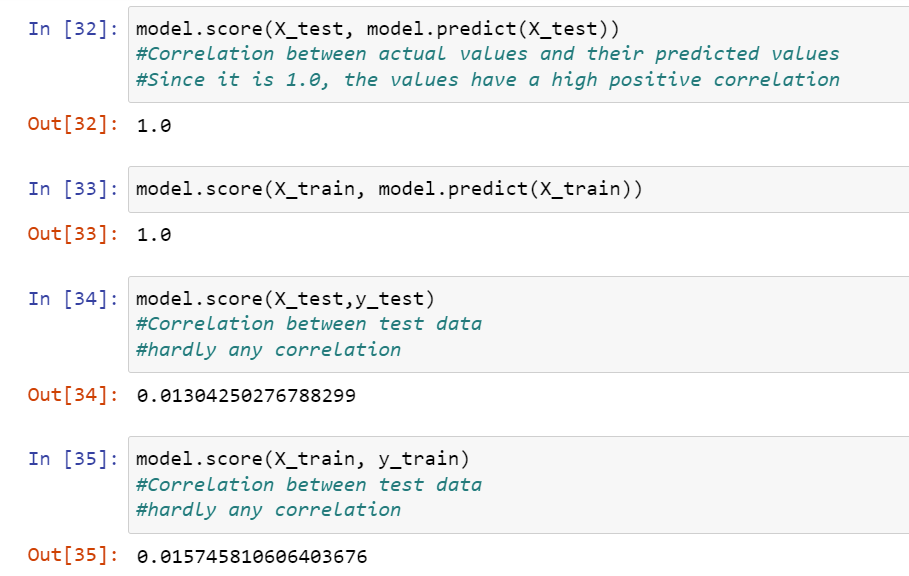 In [32]: model.score(X_test, model.predict(X_test))
#Correlation between actual values and their predicted values
#Since it is 1.0, the values have a high positive correlation
Out[32]: 1.0
In [33]: model.score(X_train, model.predict(X_train))
Out[33]: 1.0
In [34]: model.score(X_test,y_test)
#Correlation between test data
#hardly any correlation
Out[34]: 0.01304250276788299
In [35]: model.score(X_train, y_train)
#Correlation between test data
#hardly any correlation
Out[35]: 0.015745810606403676